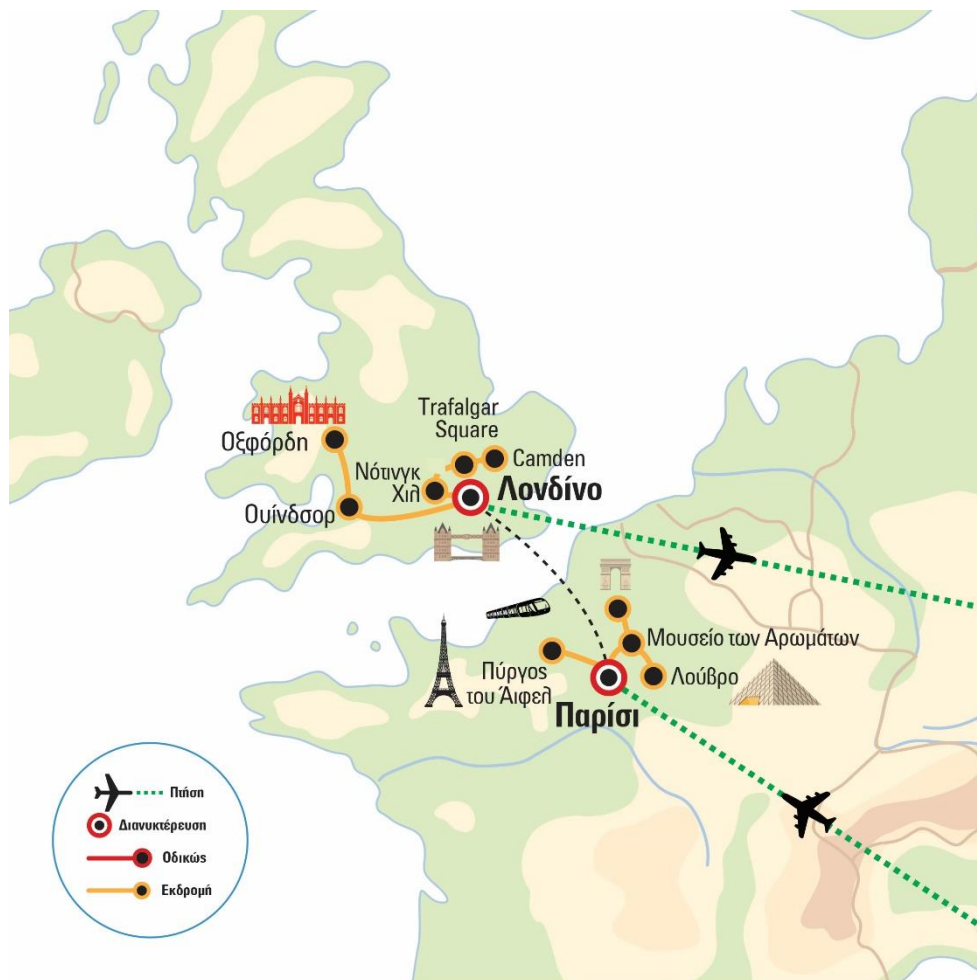 Οξφόρδη
Trafalgar
Square
Camden
Νότινγκ
Χιλ
Λονδίνο
Ουίνδσορ
Μουσείο των Αρωμάτων
Πύργος
του Άιφελ
Λούβρο
Παρίσι
Πτήση
Διανυκτέρευση
Οδικώς
Εκδρομή